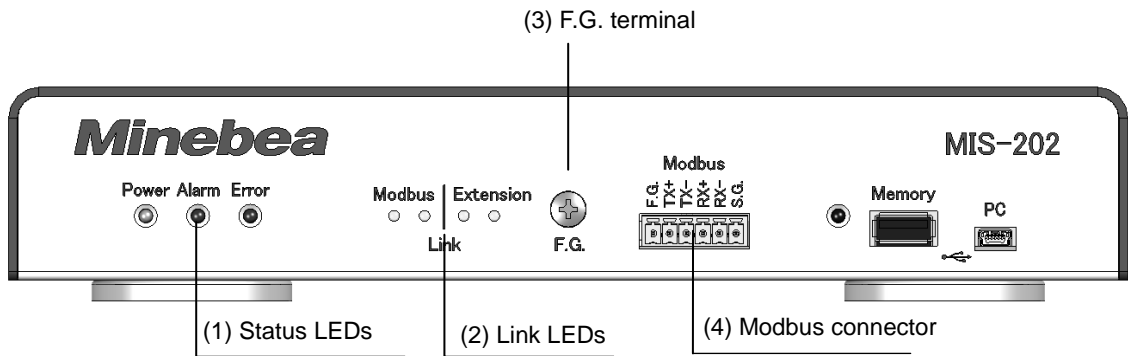 (3) F.G. terminal
Minebea
MIS-202
Power Alarm Error
Modbus Extension
Link
F.G.
Modbus
F.G. TX+ TX- RX+ RX- S.G.
Memory
PC
(1) Status LEDs
(2) Link LEDs
(4) Modbus connector